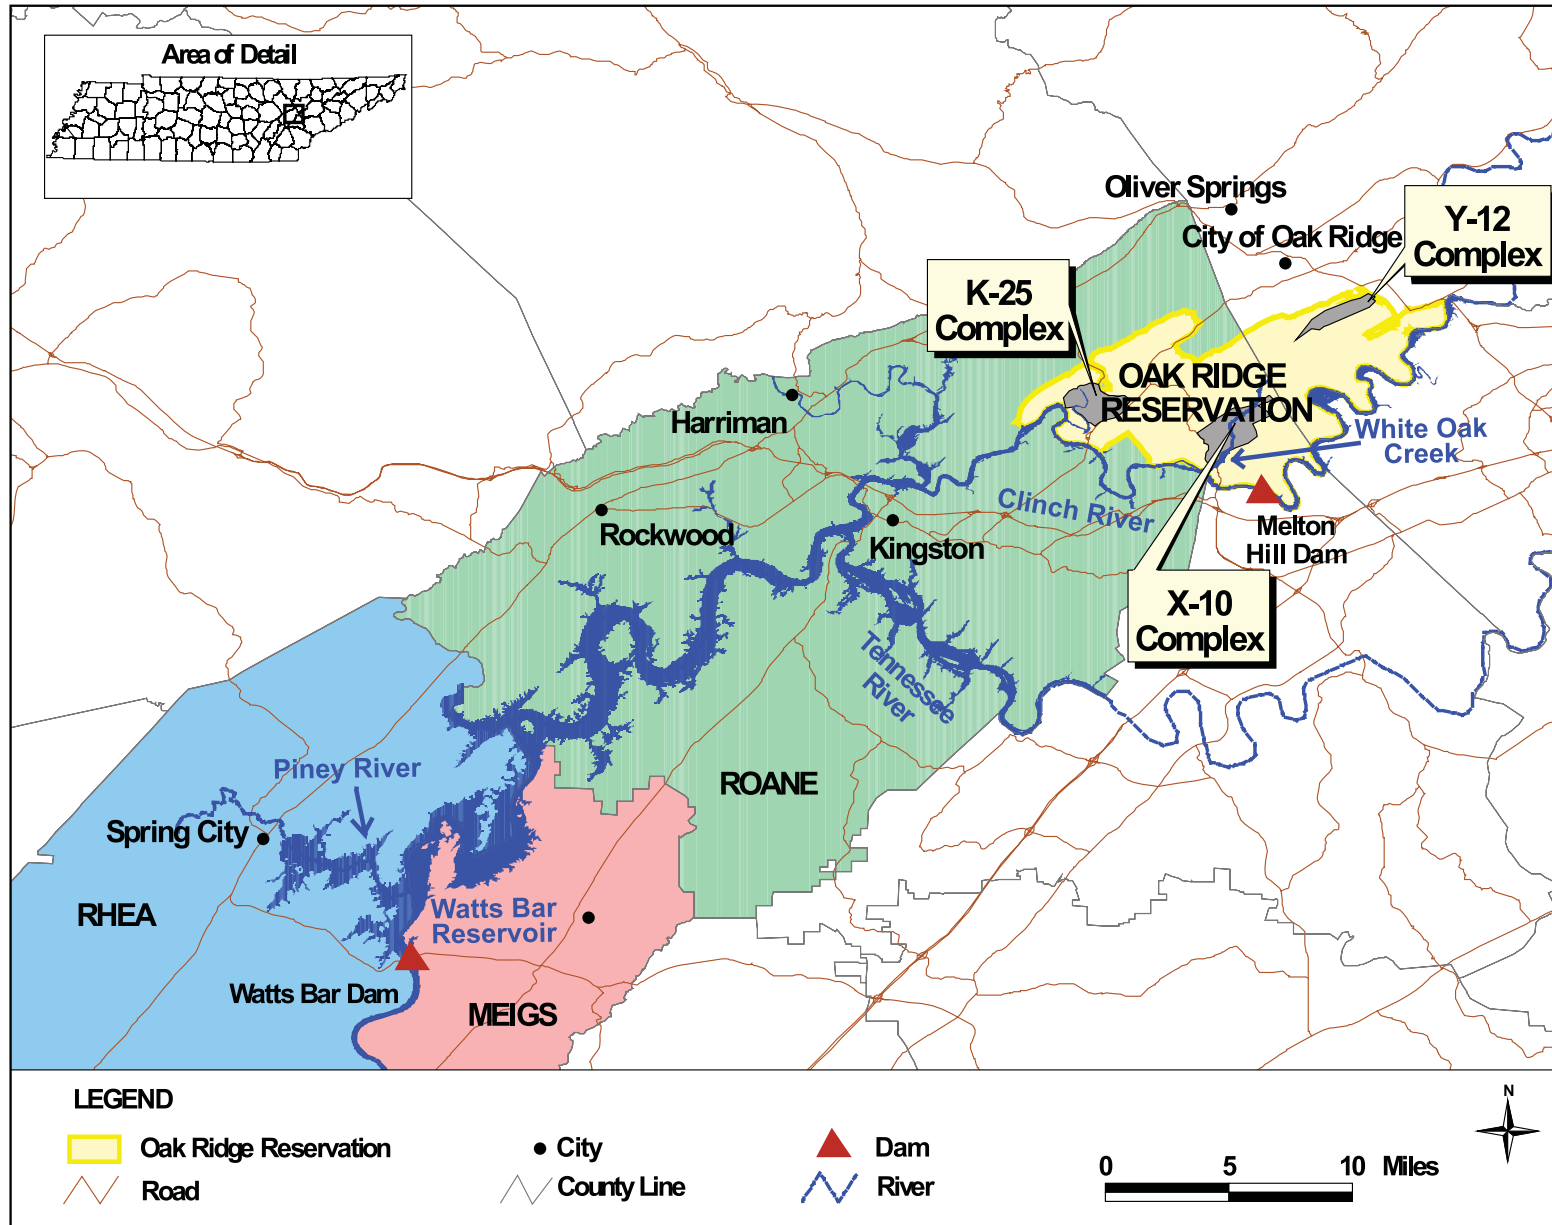 Area of Detail
Oliver Springs
City of Oak Ridge
Y-12
Complex
K-25
Complex
OAK RIDGE
RESERVATION
Harriman
White Oak
Creek
Clinch River
Rockwood
Kingston
Melton
Hill Dam
X-10
Complex
Tennessee
River
Piney River
ROANE
Spring City
RHEA
Watts Bar
Reservoir
Watts Bar Dam
MEIGS
LEGEND
Oak Ridge Reservation
City
Dam
Road
County Line
River
0 5 10 Miles
N